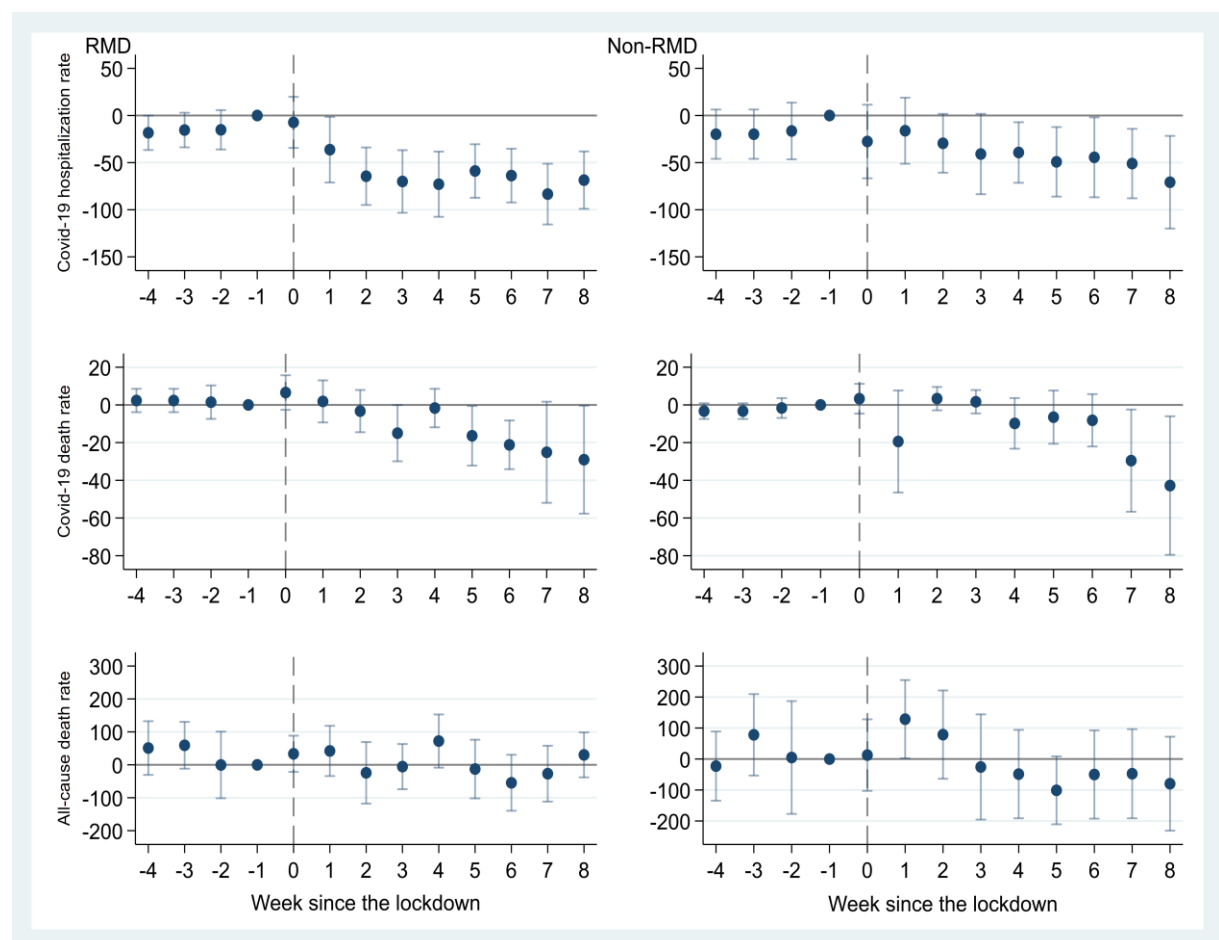 RMD
Non-RMD
Covid-19 hospitalization rate
50
0
-50
-100
-150
-4 -3 -2 -1 0 1 2 3 4 5 6 7 8
50
0
-50
-100
-150
-4 -3 -2 -1 0 1 2 3 4 5 6 7 8
Covid-19 death rate
20
0
-20
-40
-60
-80
-4 -3 -2 -1 0 1 2 3 4 5 6 7 8
20
0
-20
-40
-60
-80
-4 -3 -2 -1 0 1 2 3 4 5 6 7 8
All-cause death rate
300
200
100
0
-100
-200
-4 -3 -2 -1 0 1 2 3 4 5 6 7 8
Week since the lockdown
300
200
100
0
-100
-200
-4 -3 -2 -1 0 1 2 3 4 5 6 7 8
Week since the lockdown